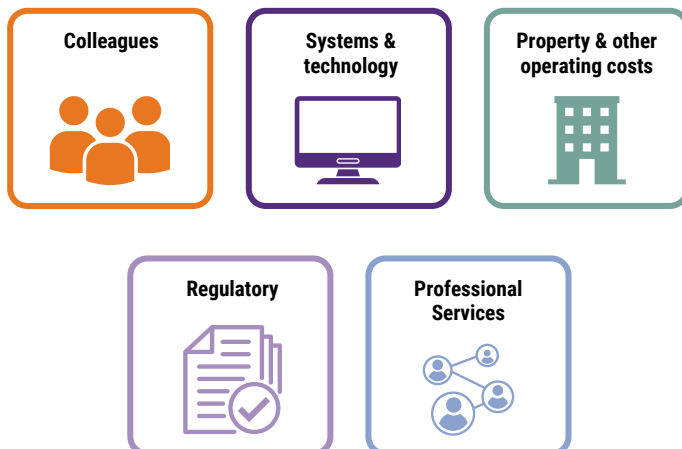 Colleagues
Systems &
technology
Property & other
operating costs
Regulatory
Professional
Services